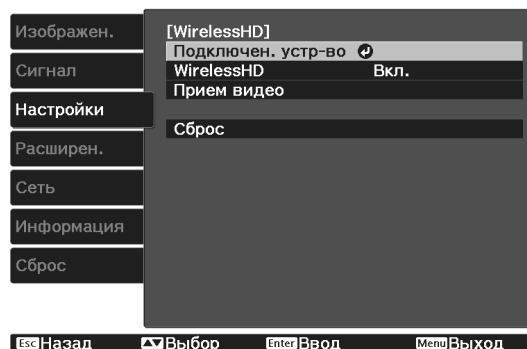 Изображен.
Сигнал
Настройки
Расширен.
Сеть
Информация
Сброс
[WirelessHD]
Подключен. устр-во
WirelessHD Вкл.
Прием видео
Сброс
Esc Назад Выбор Enter Ввод Menu Выход